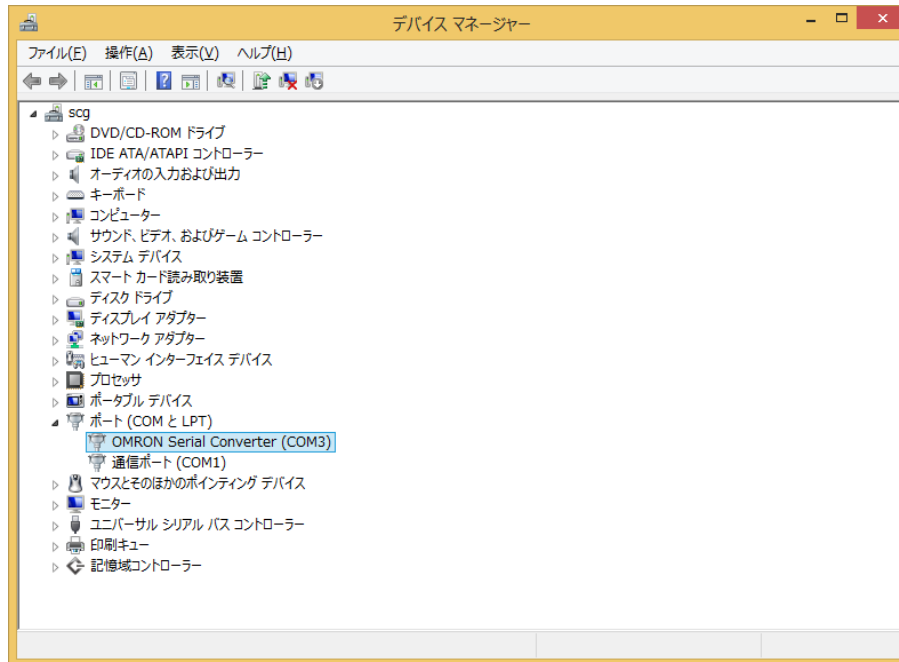 デバイス マネージャー
ファイル(F) 操作(A) 表示(V) ヘルプ(H)
scg
DVD/CD-ROM ドライブ
IDE ATA/ATAPI コントローラー
オーディオの入力および出力
キーボード
コンピューター
サウンド、ビデオ、およびゲーム コントローラー
システム デバイス
スマート カード読み取り装置
ディスク ドライブ
ディスプレイ アダプター
ネットワーク アダプター
ヒューマン インターフェイス デバイス
プロセッサ
ポータブル デバイス
ポート (COM と LPT)
OMRON Serial Converter (COM3)
通信ポート (COM1)
マウスとそのほかのポインティング デバイス
モニター
ユニバーサル シリアル バス コントローラー
印刷キュー
記憶域コントローラー